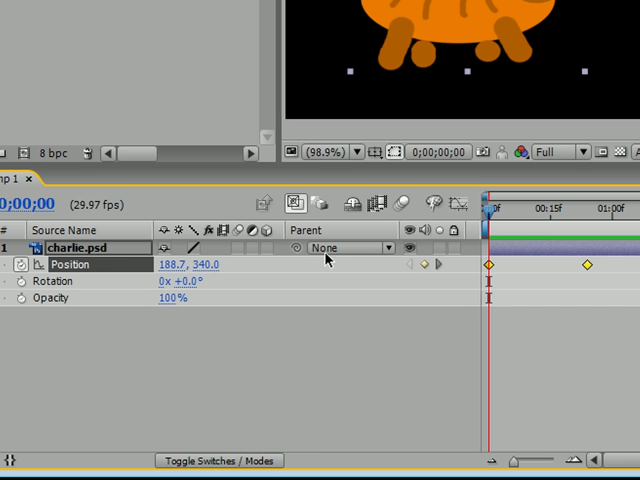 8 bpc
(98.9%)
0;00;00;00
Full
mp 1 ×
0;00;00
(29.97 fps)
0f
00:15f
01:00f
#
Source Name
Parent
1
charlie.psd
None
Position
188.7, 340.0
Rotation
0x +0.0°
Opacity
100%
Toggle Switches / Modes